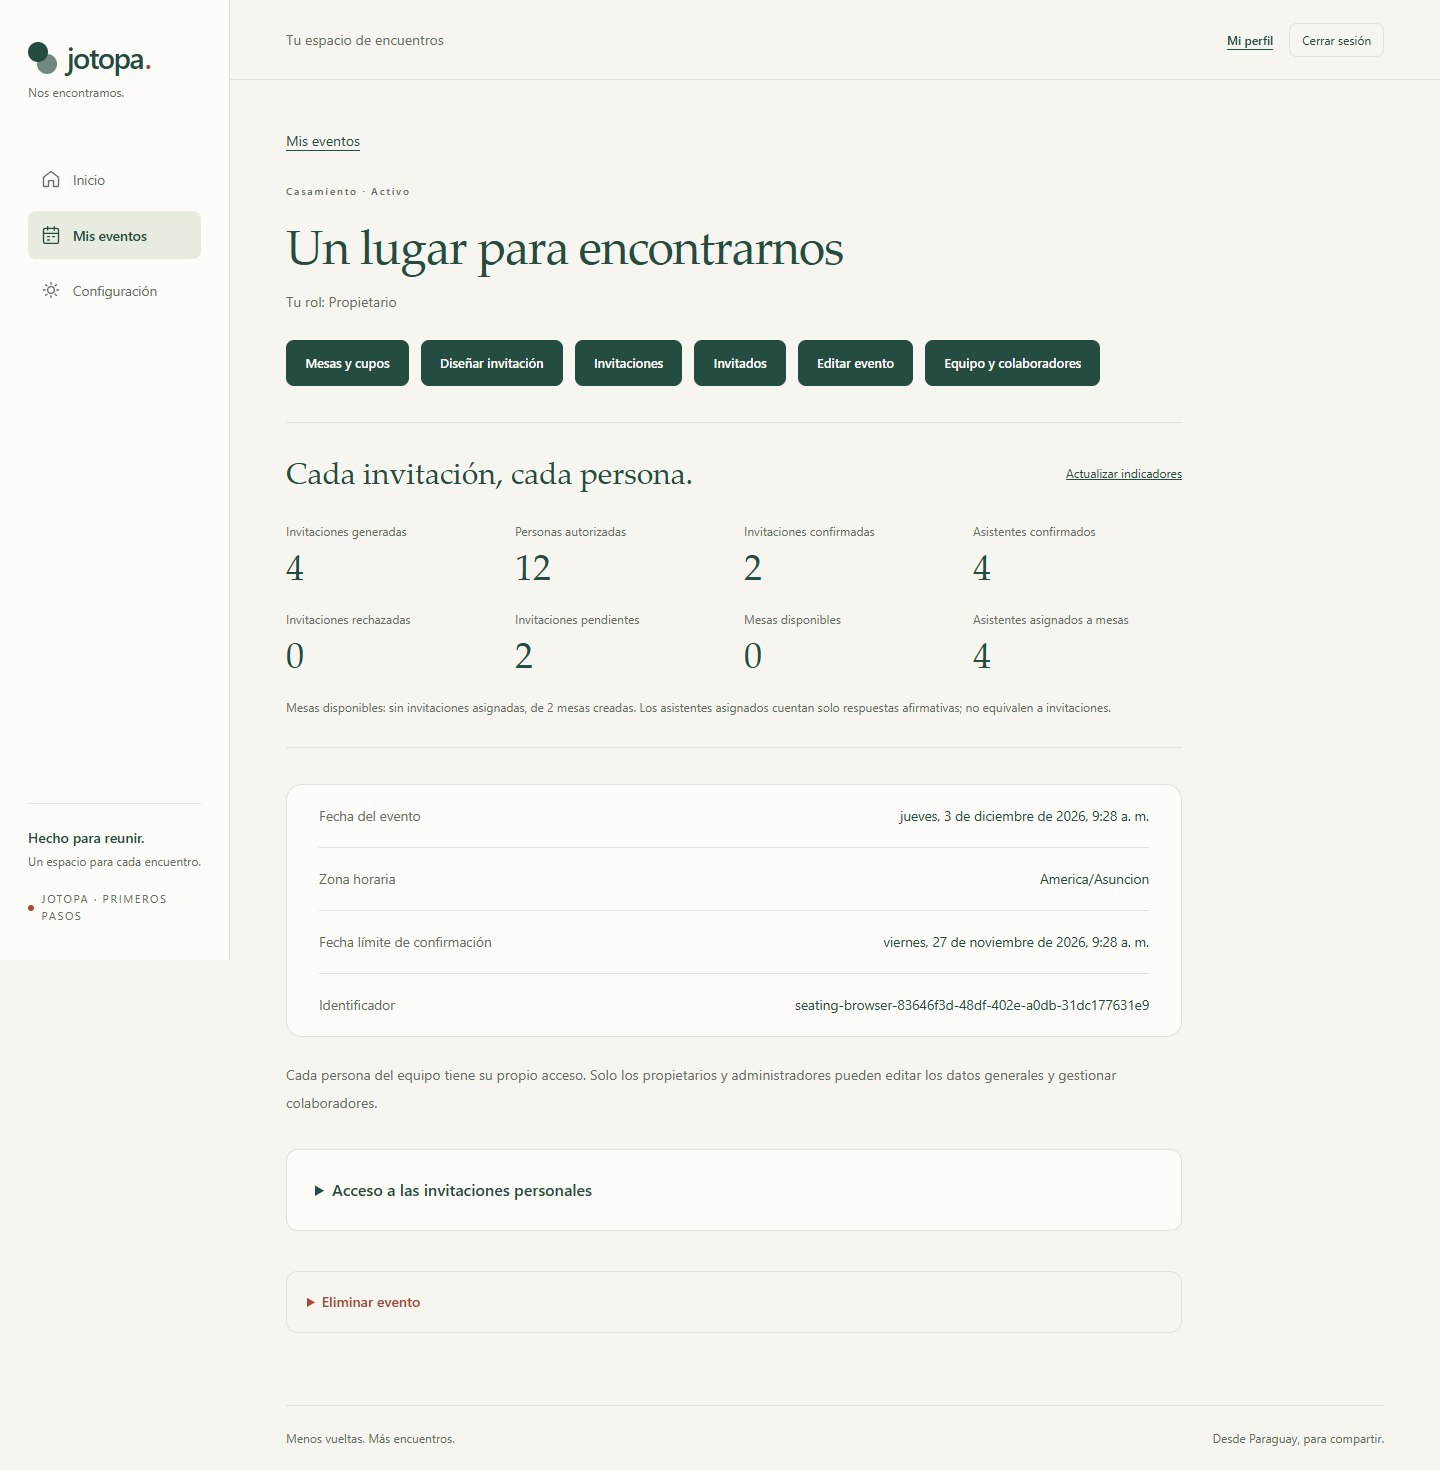 jotopa.
Nos encontramos.
Inicio
Mis eventos
Configuración
Hecho para reunir.
Un espacio para cada encuentro.
JOTOPA · PRIMEROS
PASOS
Tu espacio de encuentros
Mi perfil
Cerrar sesión
Mis eventos
Casamiento · Activo
Un lugar para encontrarnos
Tu rol: Propietario
Mesas y cupos
Diseñar invitación
Invitaciones
Invitados
Editar evento
Equipo y colaboradores
Cada invitación, cada persona.
Actualizar indicadores
Invitaciones generadas
4
Personas autorizadas
12
Invitaciones confirmadas
2
Asistentes confirmados
4
Invitaciones rechazadas
0
Invitaciones pendientes
2
Mesas disponibles
0
Asistentes asignados a mesas
4
Mesas disponibles: sin invitaciones asignadas, de 2 mesas creadas. Los asistentes asignados cuentan solo respuestas afirmativas; no equivalen a invitaciones.
Fecha del evento
jueves, 3 de diciembre de 2026, 9:28 a. m.
Zona horaria
America/Asuncion
Fecha límite de confirmación
viernes, 27 de noviembre de 2026, 9:28 a. m.
Identificador
seating-browser-83646f3d-48df-402e-a0db-31dc177631e9
Cada persona del equipo tiene su propio acceso. Solo los propietarios y administradores pueden editar los datos generales y gestionar
colaboradores.
Acceso a las invitaciones personales
Eliminar evento
Menos vueltas. Más encuentros.
Desde Paraguay, para compartir.